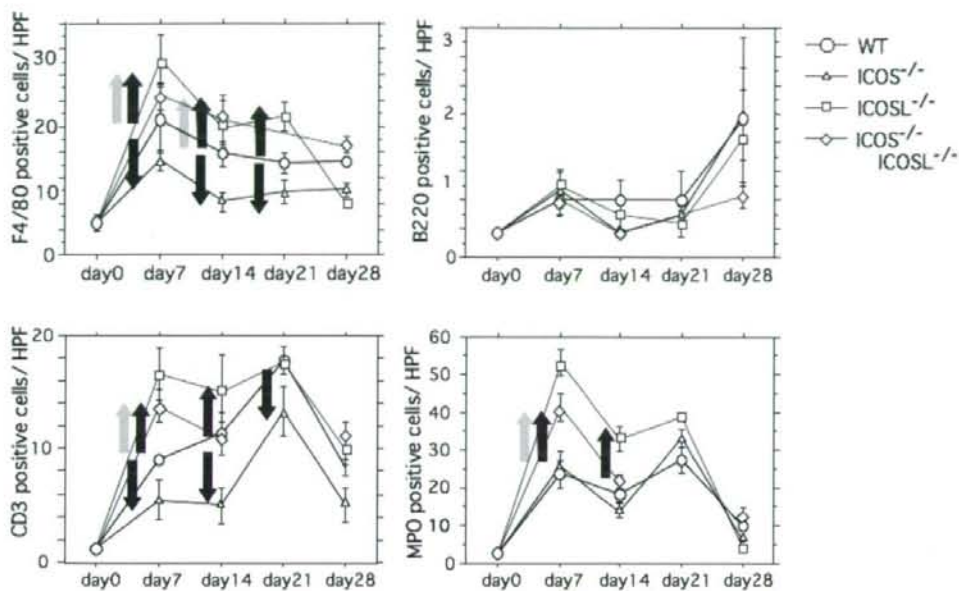 F4/80 positive cells/ HPF
30
20
10
0
day0 day7 day14 day21 day28
B220 positive cells/ HPF
3
2
1
0
day0 day7 day14 day21 day28
WT
ICOS-/-
ICOSL-/-
ICOS-/-
ICOSL-/-
CD3 positive cells/ HPF
20
10
0
day0 day7 day14 day21 day28
MPO positive cells/ HPF
60
50
40
30
20
10
0
day0 day7 day14 day21 day28